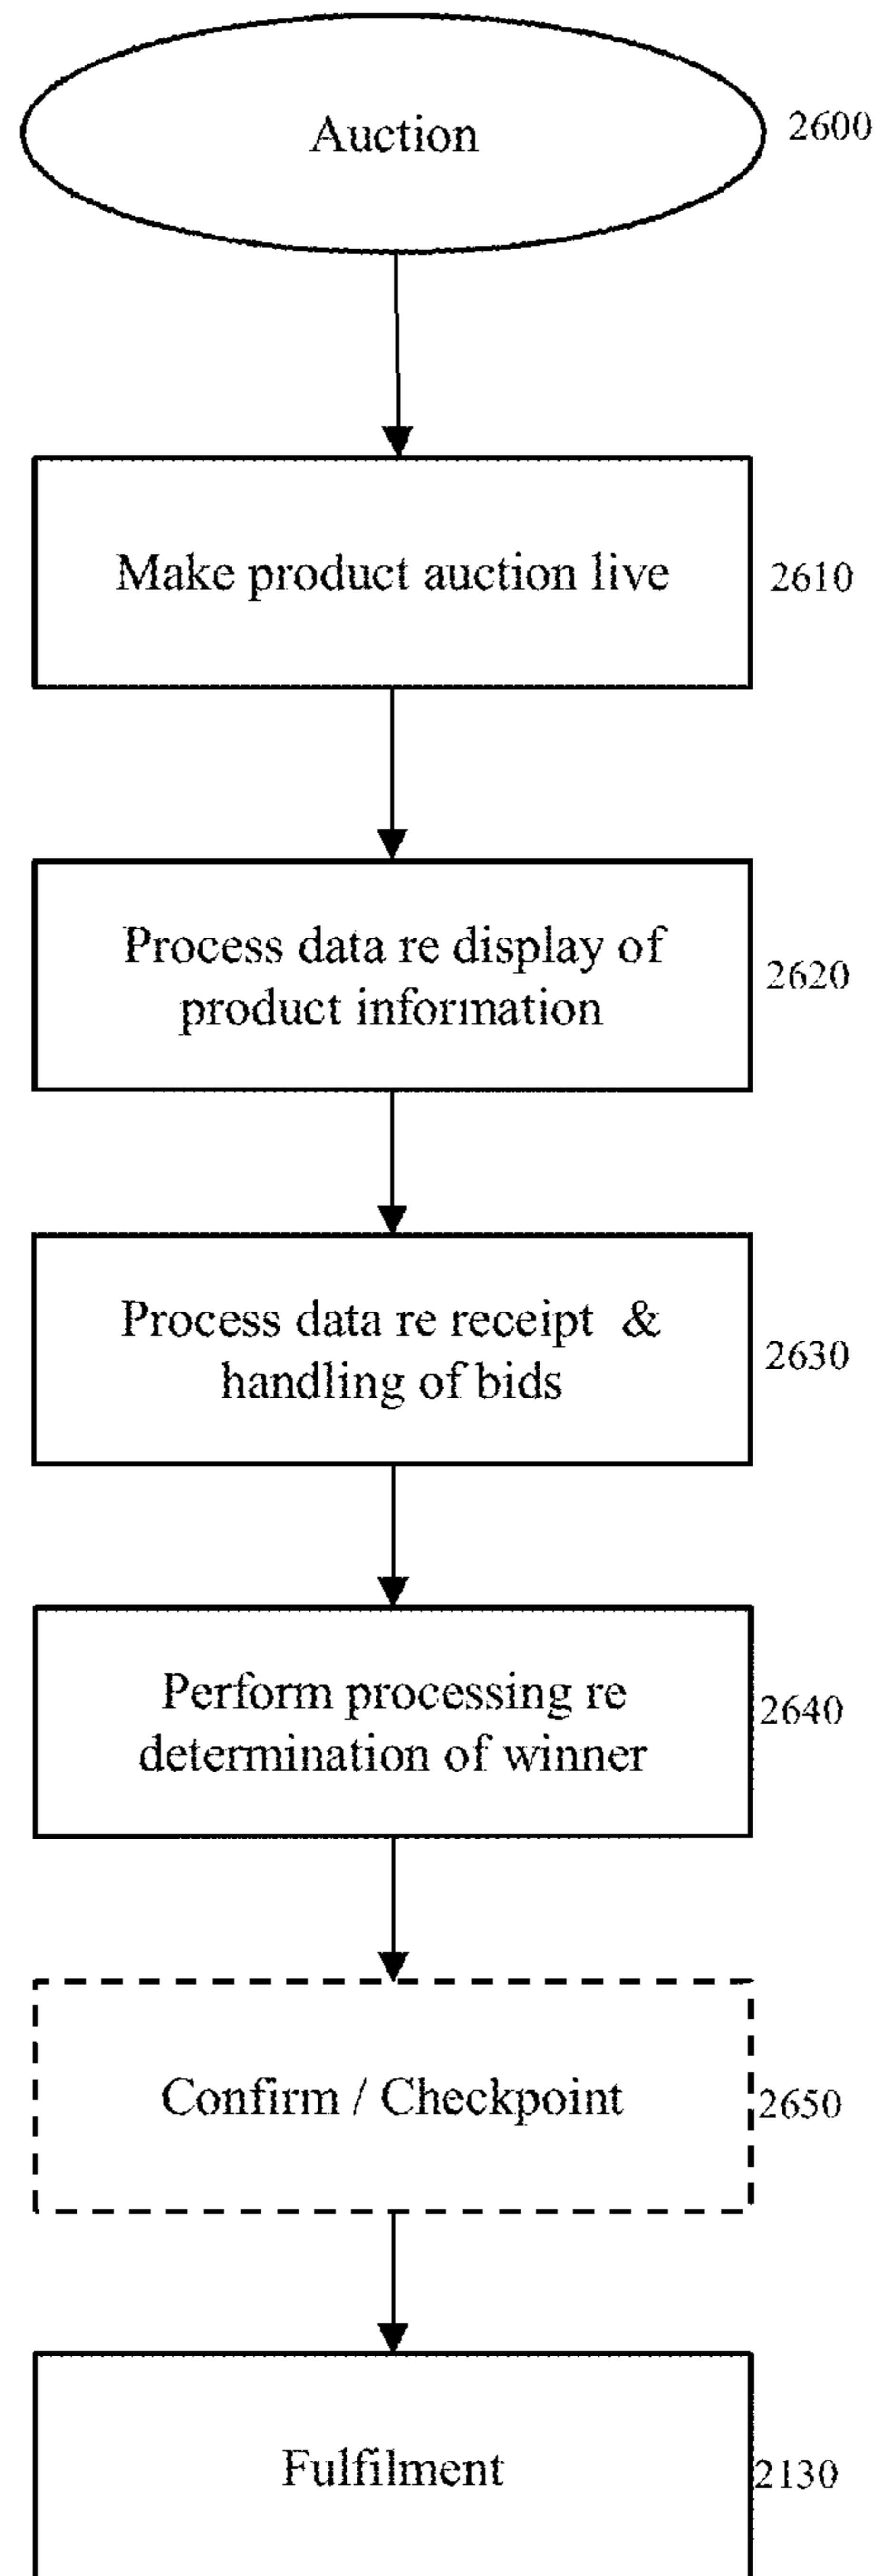 Auction
2600
Make product auction live
2610
Process data re display of
product information
2620
Process data re receipt & 
handling of bids
2630
Perform processing re
determination of winner
2640
Confirm / Checkpoint
2650
Fulfilment
2130